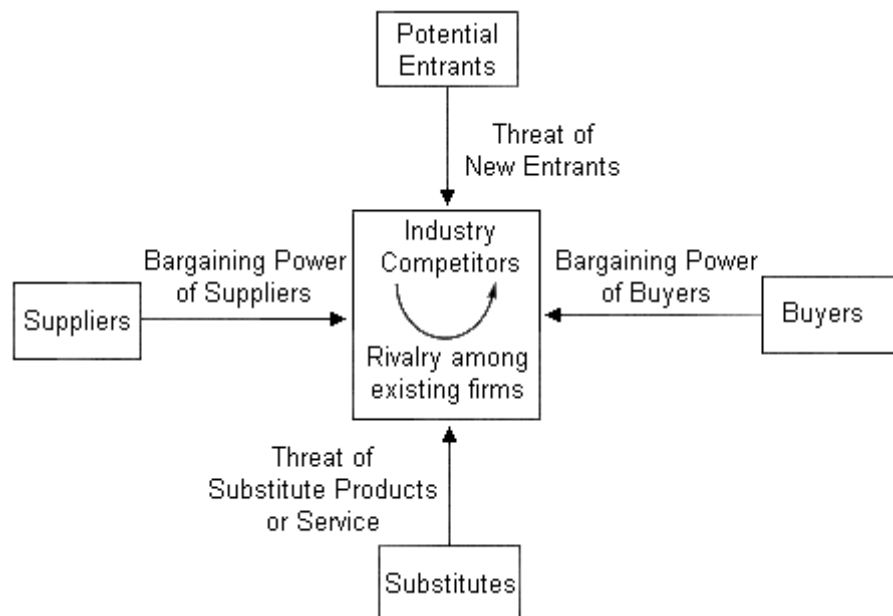 Potential
Entrants
Threat of
New Entrants
Industry
Competitors
Rivalry among
existing firms
Bargaining Power
of Suppliers
Suppliers
Bargaining Power
of Buyers
Buyers
Threat of
Substitute Products
or Service
Substitutes